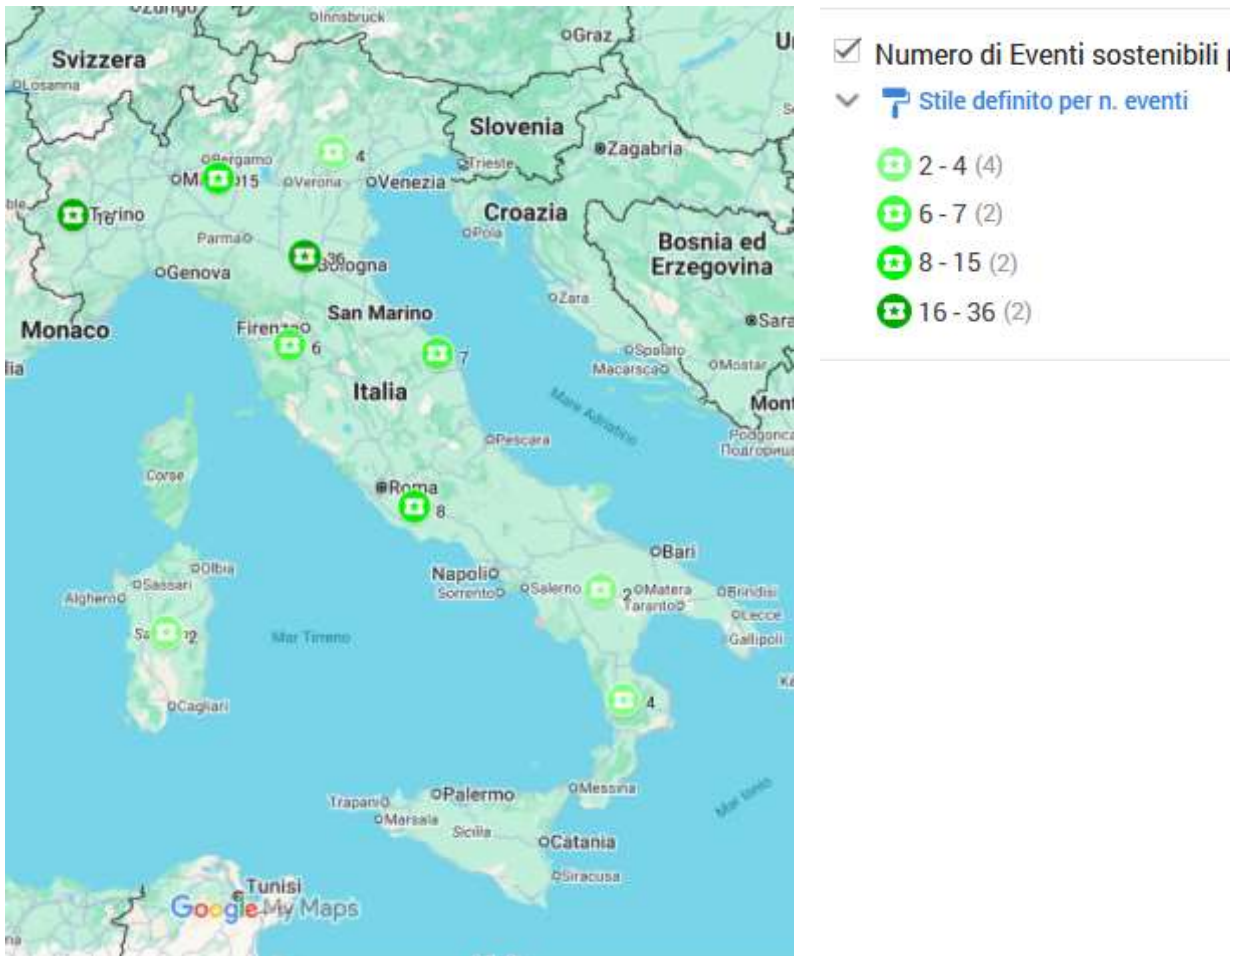 Innsbruck
Graz
Svizzera
Losanna
Slovenia
Zagabria
Bergamo
4
Trieste
15
Verona
Venezia
Torino
16
Croazia
Pola
Parma
Bosnia ed
Erzegovina
36
Bologna
Genova
Zara
San Marino
Monaco
Firenze
6
7
Spalato
Macarsca
Mostar
Italia
Mare Adriatico
Pescara
Corse
Roma
8
Bari
Napoli
Sorrento
Salerno
2
Matera
Taranto
Brindisi
Lecce
Gallipoli
Olbia
Sassari
Alghero
2
Mar Tirreno
Cagliari
4
Messina
Mar Ionio
Trapani
Palermo
Marsala
Sicilia
Catania
Siracusa
Tunisi
Google My Maps
Numero di Eventi sostenibili
Stile definito per n. eventi
2 - 4 (4)
6 - 7 (2)
8 - 15 (2)
16 - 36 (2)